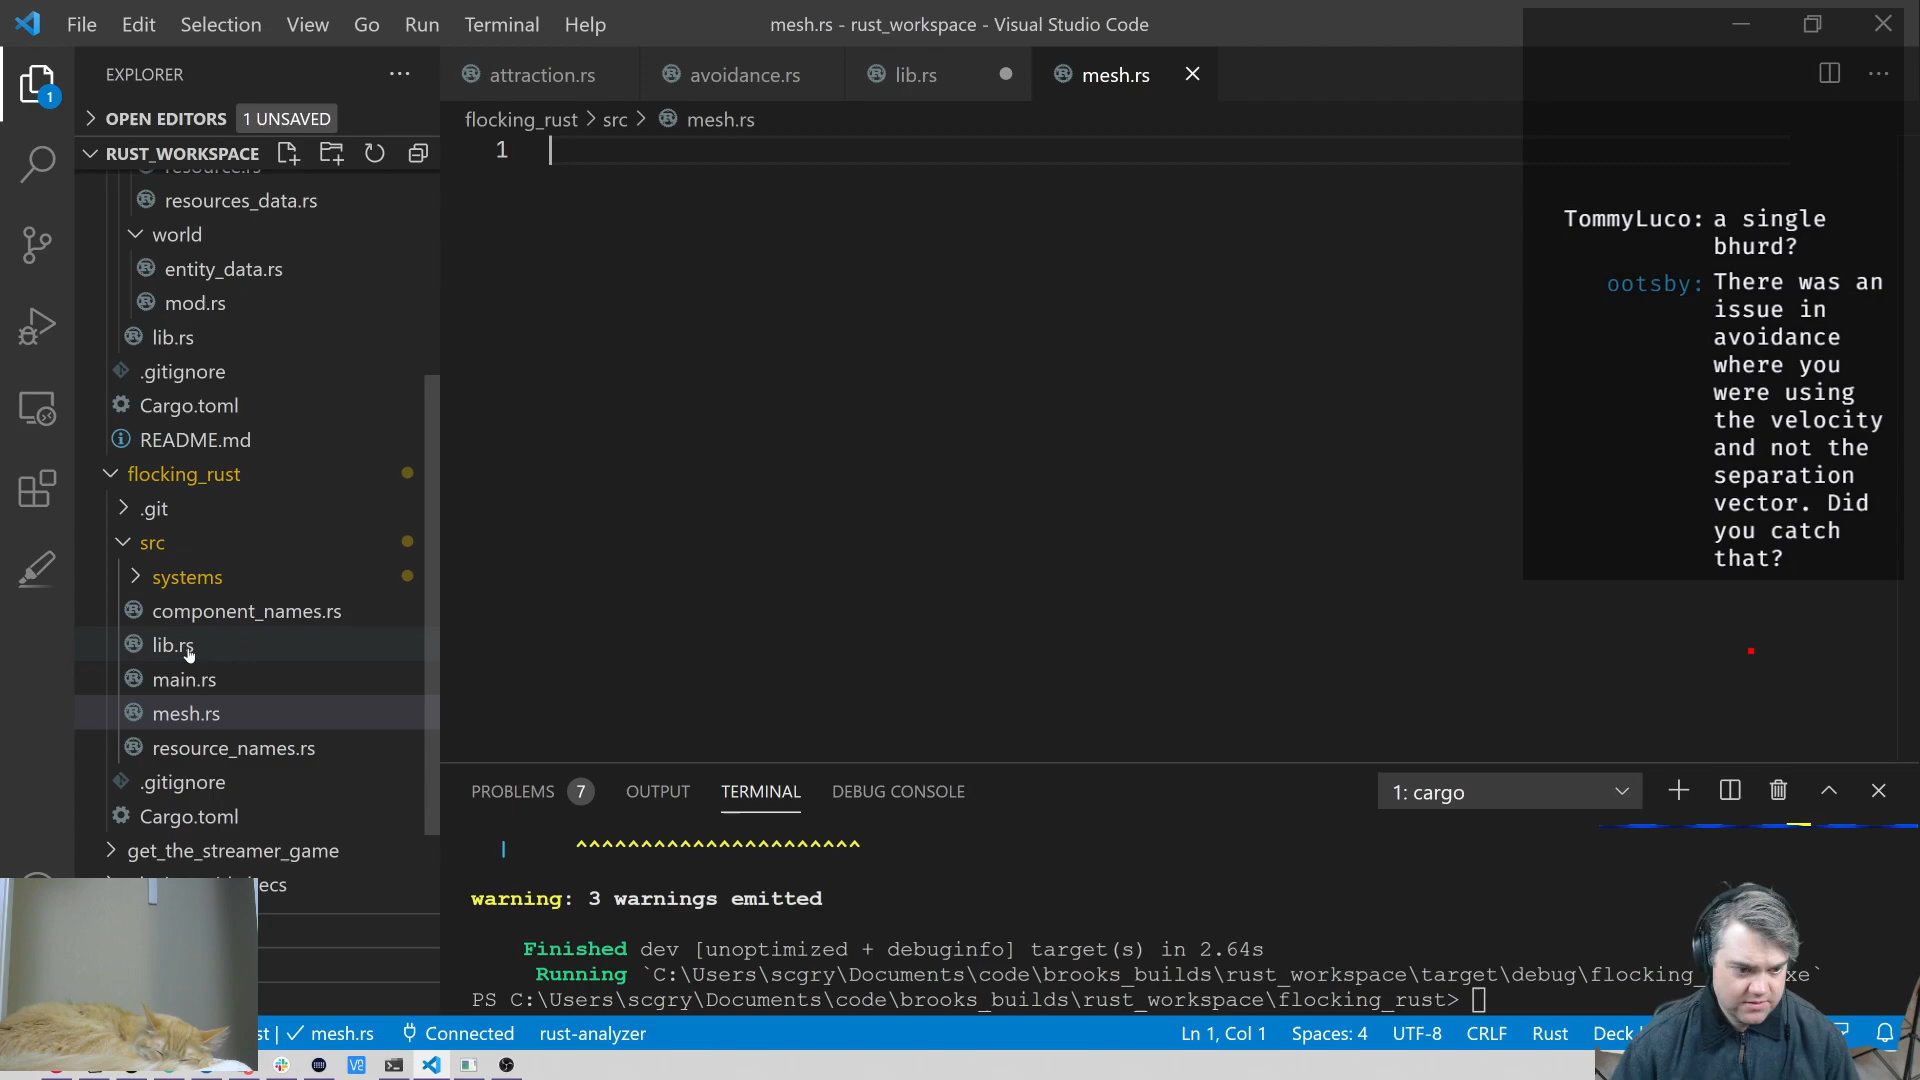 File Edit Selection View Go Run Terminal Help
mesh.rs - rust_workspace - Visual Studio Code
EXPLORER
attraction.rs
avoidance.rs
lib.rs
mesh.rs
1
OPEN EDITORS 1 UNSAVED
flocking_rust > src > mesh.rs
RUST_WORKSPACE
1
resource.rs
resources_data.rs
world
entity_data.rs
mod.rs
lib.rs
.gitignore
Cargo.toml
README.md
flocking_rust
.git
src
systems
component_names.rs
lib.rs
main.rs
mesh.rs
resource_names.rs
.gitignore
Cargo.toml
get_the_streamer_game
ecs
TommyLuco: a single
bhurd?
ootsby: There was an
issue in
avoidance
where you
were using
the velocity
and not the
separation
vector. Did
you catch
that?
PROBLEMS 7 OUTPUT TERMINAL DEBUG CONSOLE
1: cargo
| ^^^^^^^^^^^^^^^^^^^^^^
warning: 3 warnings emitted
Finished dev [unoptimized + debuginfo] target(s) in 2.64s
Running `C:\Users\scgry\Documents\code\brooks_builds\rust_workspace\target\debug\flocking_ xe`
PS C:\Users\scgry\Documents\code\brooks_builds\rust_workspace\flocking_rust>
st | mesh.rs Connected rust-analyzer
Ln 1, Col 1 Spaces: 4 UTF-8 CRLF Rust